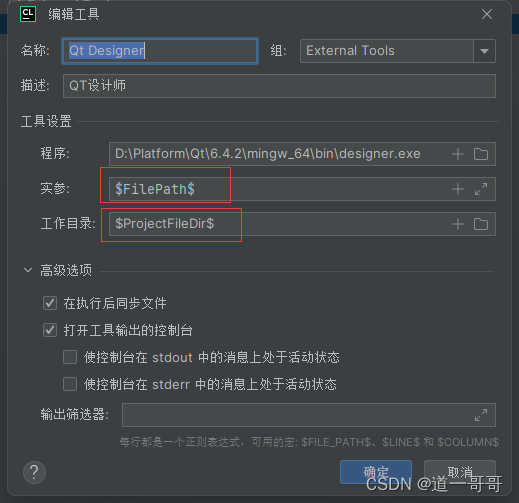 CL 编辑工具
名称: Qt Designer 组: External Tools
描述: QT设计师
工具设置
程序: D:\Platform\Qt\6.4.2\mingw_64\bin\designer.exe
实参: $FilePath$
工作目录: $ProjectFileDir$
高级选项
在执行后同步文件
打开工具输出的控制台
使控制台在 stdout 中的消息上处于活动状态
使控制台在 stderr 中的消息上处于活动状态
输出筛选器:
每行都是一个正则表达式，可用的宏: $FILE_PATH$、$LINE$ 和 $COLUMN$
? 确定 取消
CSDN @道一哥哥